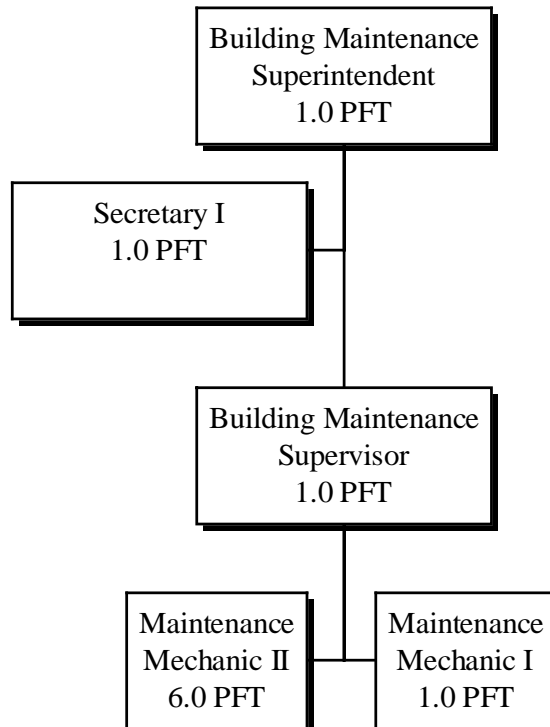 Building Maintenance
Superintendent
1.0 PFT
Secretary I
1.0 PFT
Building Maintenance
Supervisor
1.0 PFT
Maintenance
Mechanic II
6.0 PFT
Maintenance
Mechanic I
1.0 PFT